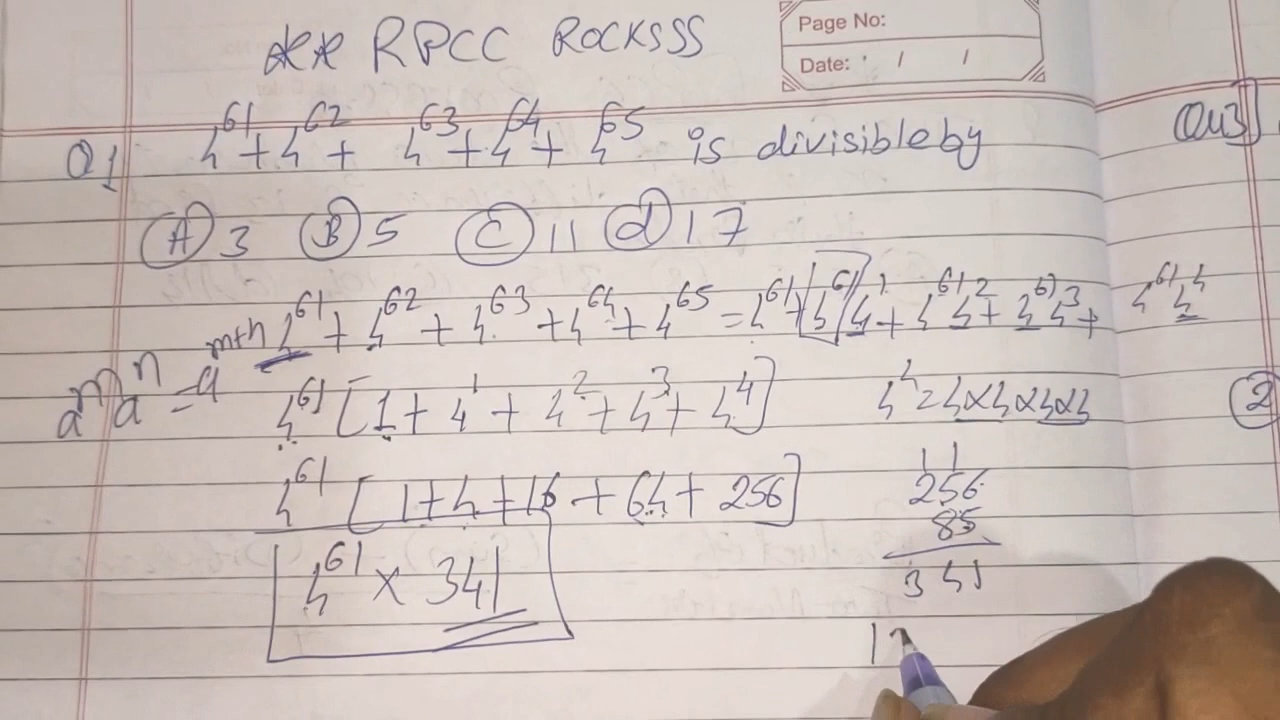 ** RPCC ROCKSSS
Page No:
Date: / /
Q1 4^61 + 4^62 + 4^63 + 4^64 + 4^65 is divisible by
Qu3
(A) 3 (B) 5 (C) 11 (d) 17
4^61 + 4^62 + 4^63 + 4^64 + 4^65 = 4^61 + 4^61 4^1 + 4^61 4^2 + 4^61 4^3 + 4^61 4^4
a^m a^n = a^m+n
4^61 [1 + 4^1 + 4^2 + 4^3 + 4^4]
4^4 = 4×4×4×4
2
4^61 [1+4+16+64+256]
1 1
256
85
341
4^61 × 341